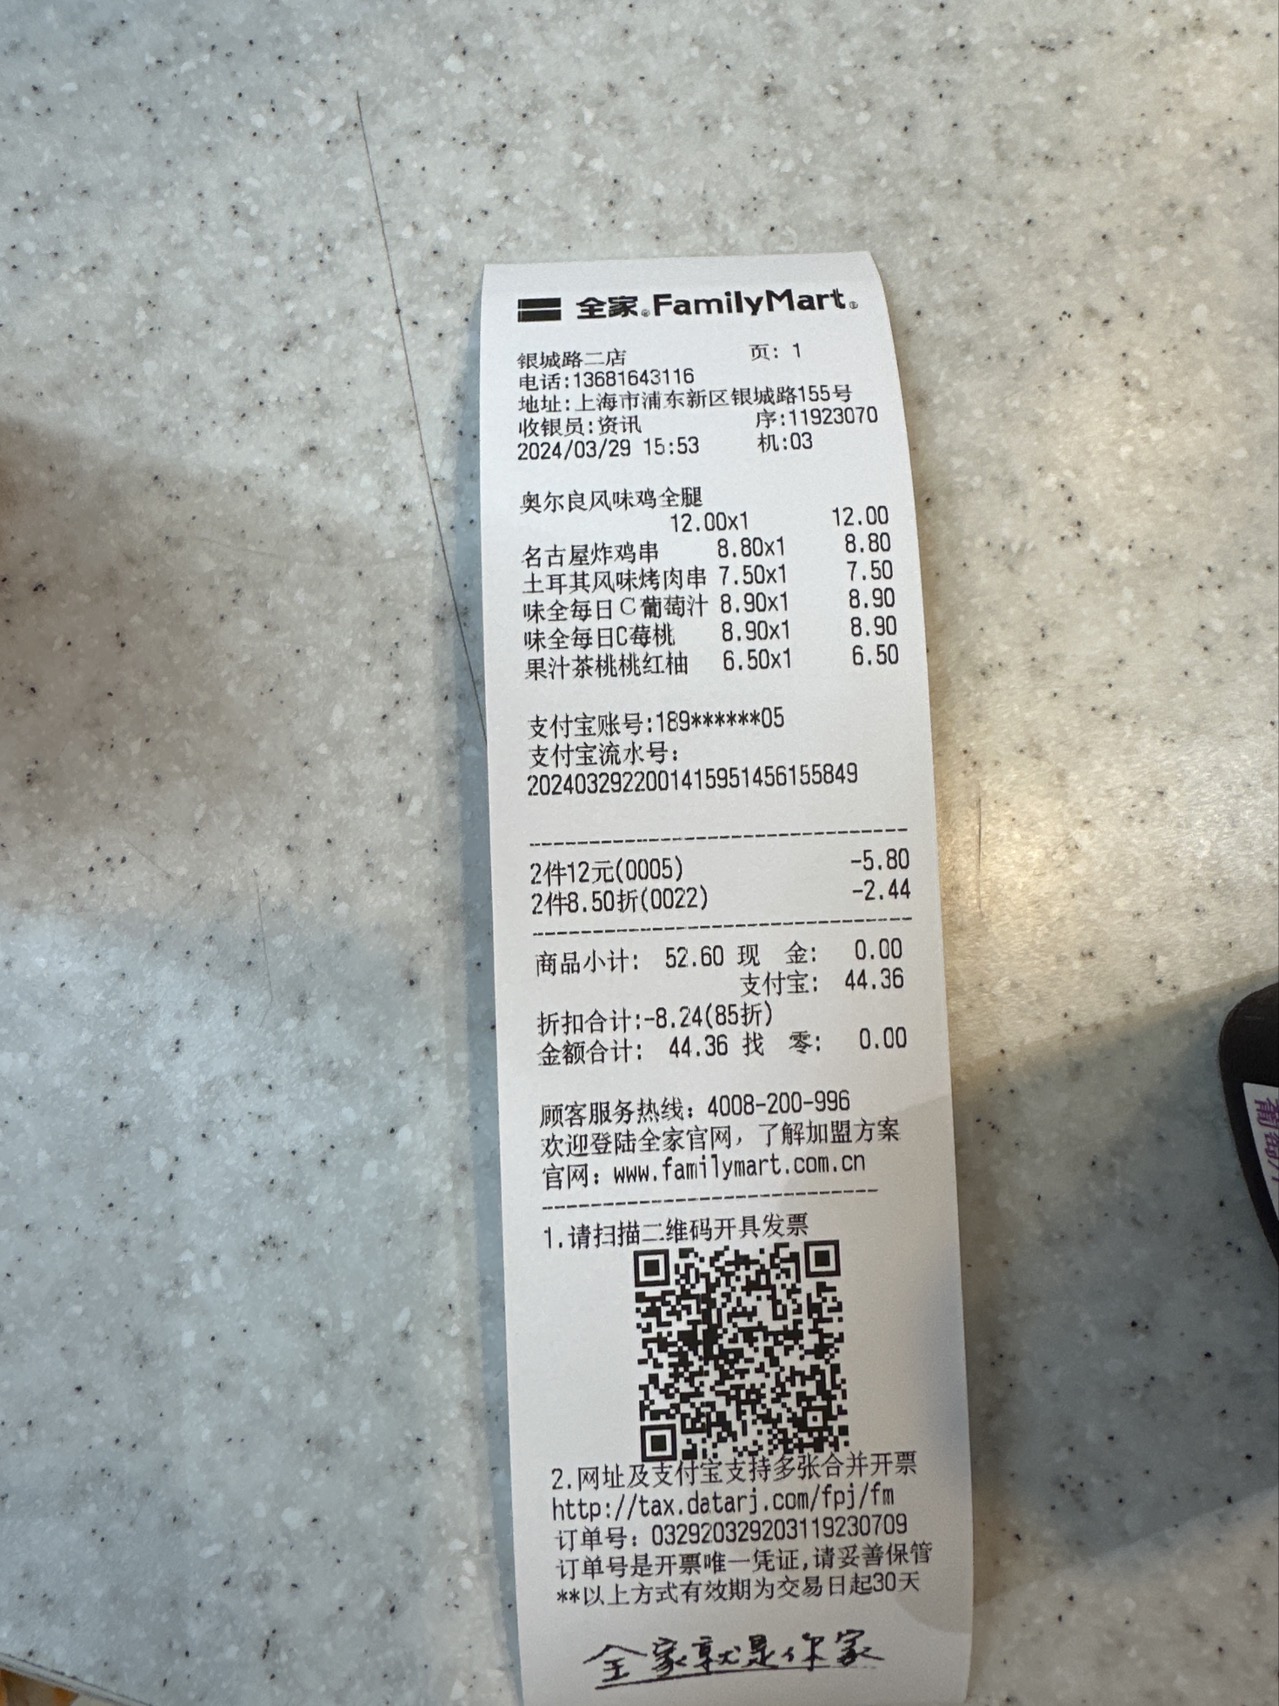 全家®FamilyMart®
银城路二店 页: 1
电话:13681643116
地址:上海市浦东新区银城路155号
收银员:资讯 序:11923070
2024/03/29 15:53 机:03
奥尔良风味鸡全腿
12.00x1 12.00
名古屋炸鸡串 8.80x1 8.80
土耳其风味烤肉串 7.50x1 7.50
味全每日C葡萄汁 8.90x1 8.90
味全每日C莓桃 8.90x1 8.90
果汁茶桃桃红柚 6.50x1 6.50
支付宝账号:189******05
支付宝流水号:
2024032922001415951456155849
2件12元(0005) -5.80
2件8.50折(0022) -2.44
商品小计: 52.60 现 金: 0.00
支付宝: 44.36
折扣合计:-8.24(85折)
金额合计: 44.36 找 零: 0.00
顾客服务热线: 4008-200-996
欢迎登陆全家官网, 了解加盟方案
官网: www.familymart.com.cn
1.请扫描二维码开具发票
2.网址及支付宝支持多张合并开票
http://tax.datarj.com/fpj/fm
订单号: 032920329203119230709
订单号是开票唯一凭证,请妥善保管
**以上方式有效期为交易日起30天
全家就是你家
葡萄汁